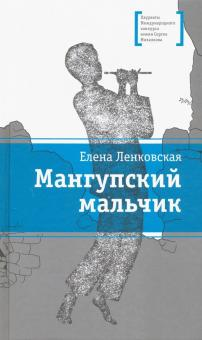 Лауреаты
Международного
конкурса
имени Сергея
Михалкова
Елена Ленковская
Мангупский
мальчик